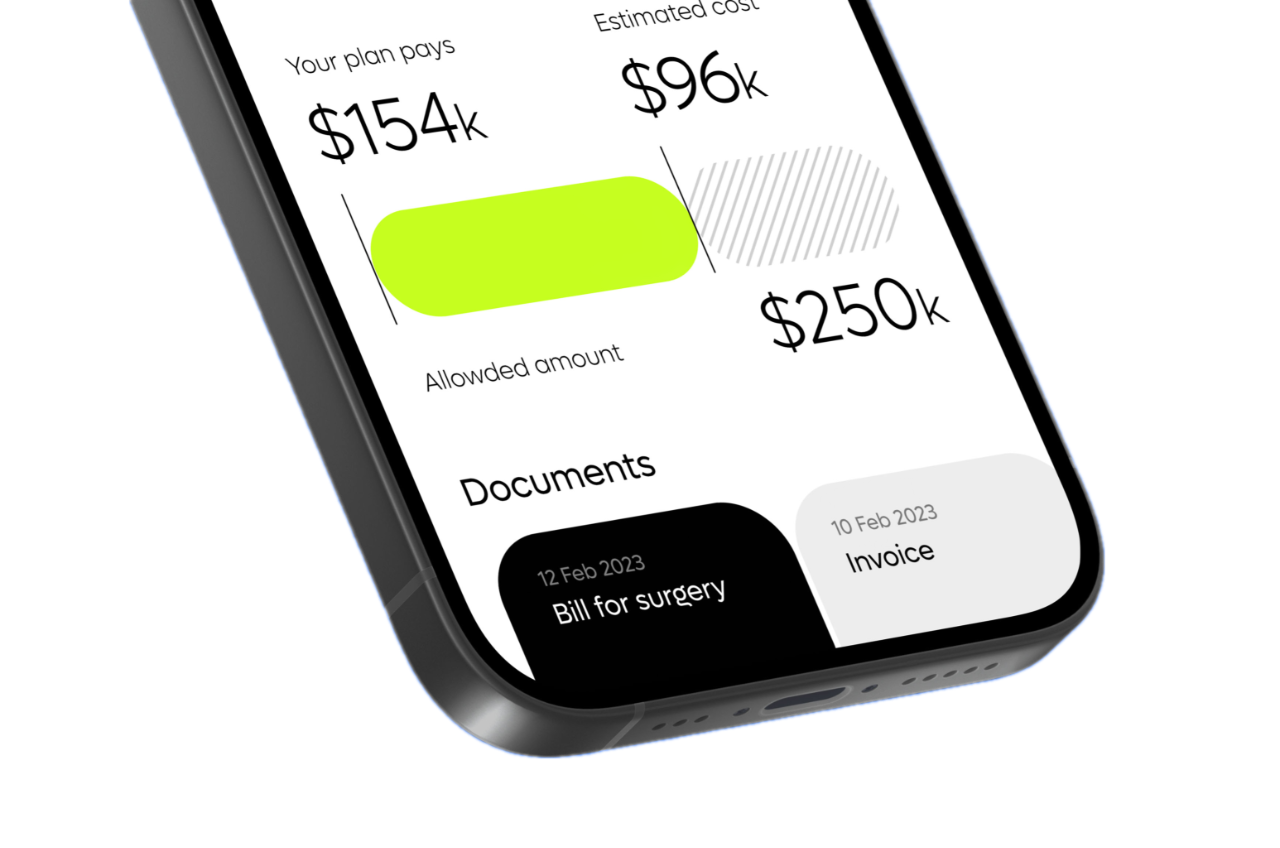 Your plan pays
$154k
Estimated cost
$96k
$250k
Allowded amount
Documents
12 Feb 2023
Bill for surgery
10 Feb 2023
Invoice